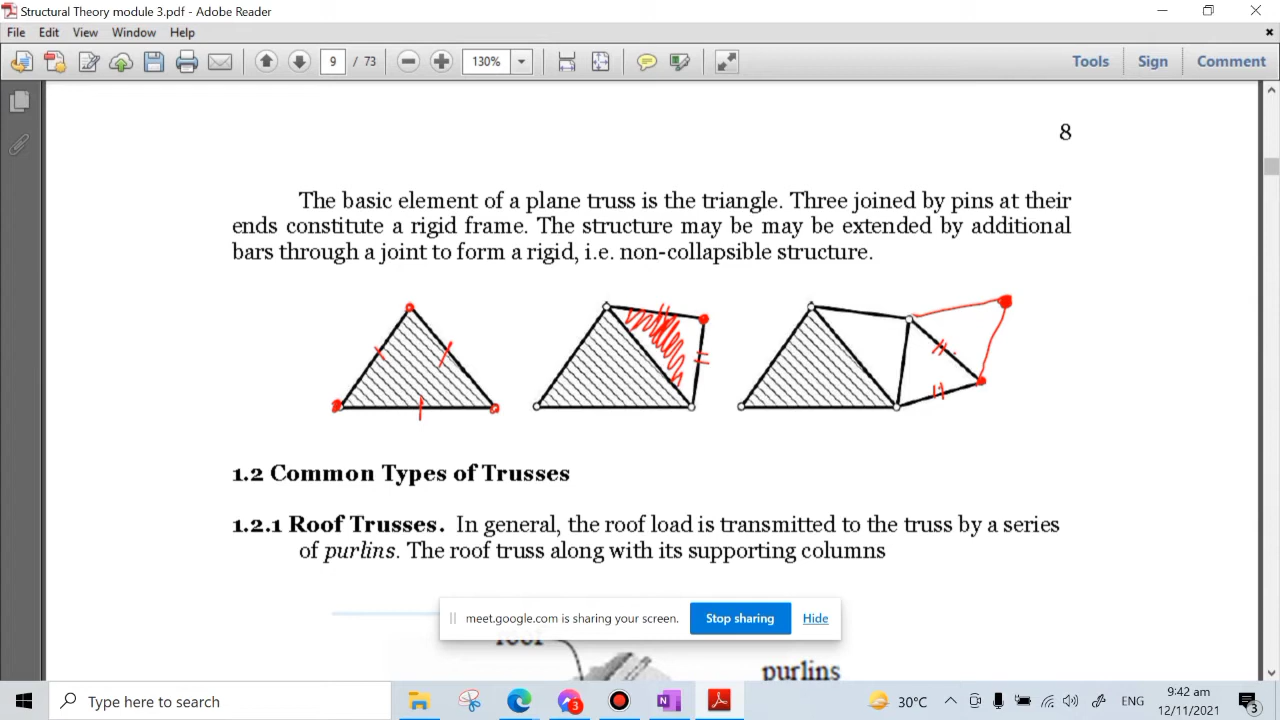 Structural Theory module 3.pdf - Adobe Reader
File Edit View Window Help
9 / 73 130% Tools Sign Comment
8
The basic element of a plane truss is the triangle. Three joined by pins at their
ends constitute a rigid frame. The structure may be may be extended by additional
bars through a joint to form a rigid, i.e. non-collapsible structure.
1.2 Common Types of Trusses
1.2.1 Roof Trusses. In general, the roof load is transmitted to the truss by a series
of purlins. The roof truss along with its supporting columns
meet.google.com is sharing your screen. Stop sharing Hide
roof
purlins
Type here to search
3
30°C
ENG
9:42 am
12/11/2021
3